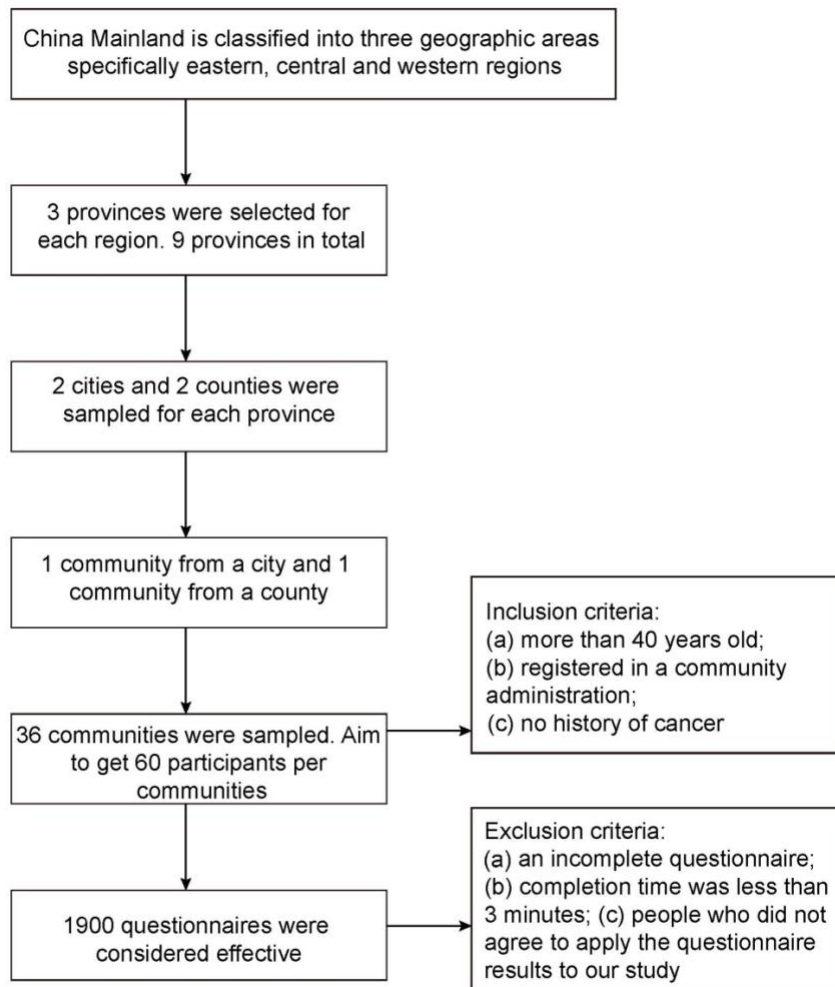 China Mainland is classified into three geographic areas
specifically eastern, central and western regions
3 provinces were selected for
each region. 9 provinces in total
2 cities and 2 counties were
sampled for each province
1 community from a city and 1
community from a county
36 communities were sampled. Aim
to get 60 participants per
communities
Inclusion criteria:
(a) more than 40 years old;
(b) registered in a community
administration;
(c) no history of cancer
1900 questionnaires were
considered effective
Exclusion criteria:
(a) an incomplete questionnaire;
(b) completion time was less than
3 minutes; (c) people who did not
agree to apply the questionnaire
results to our study